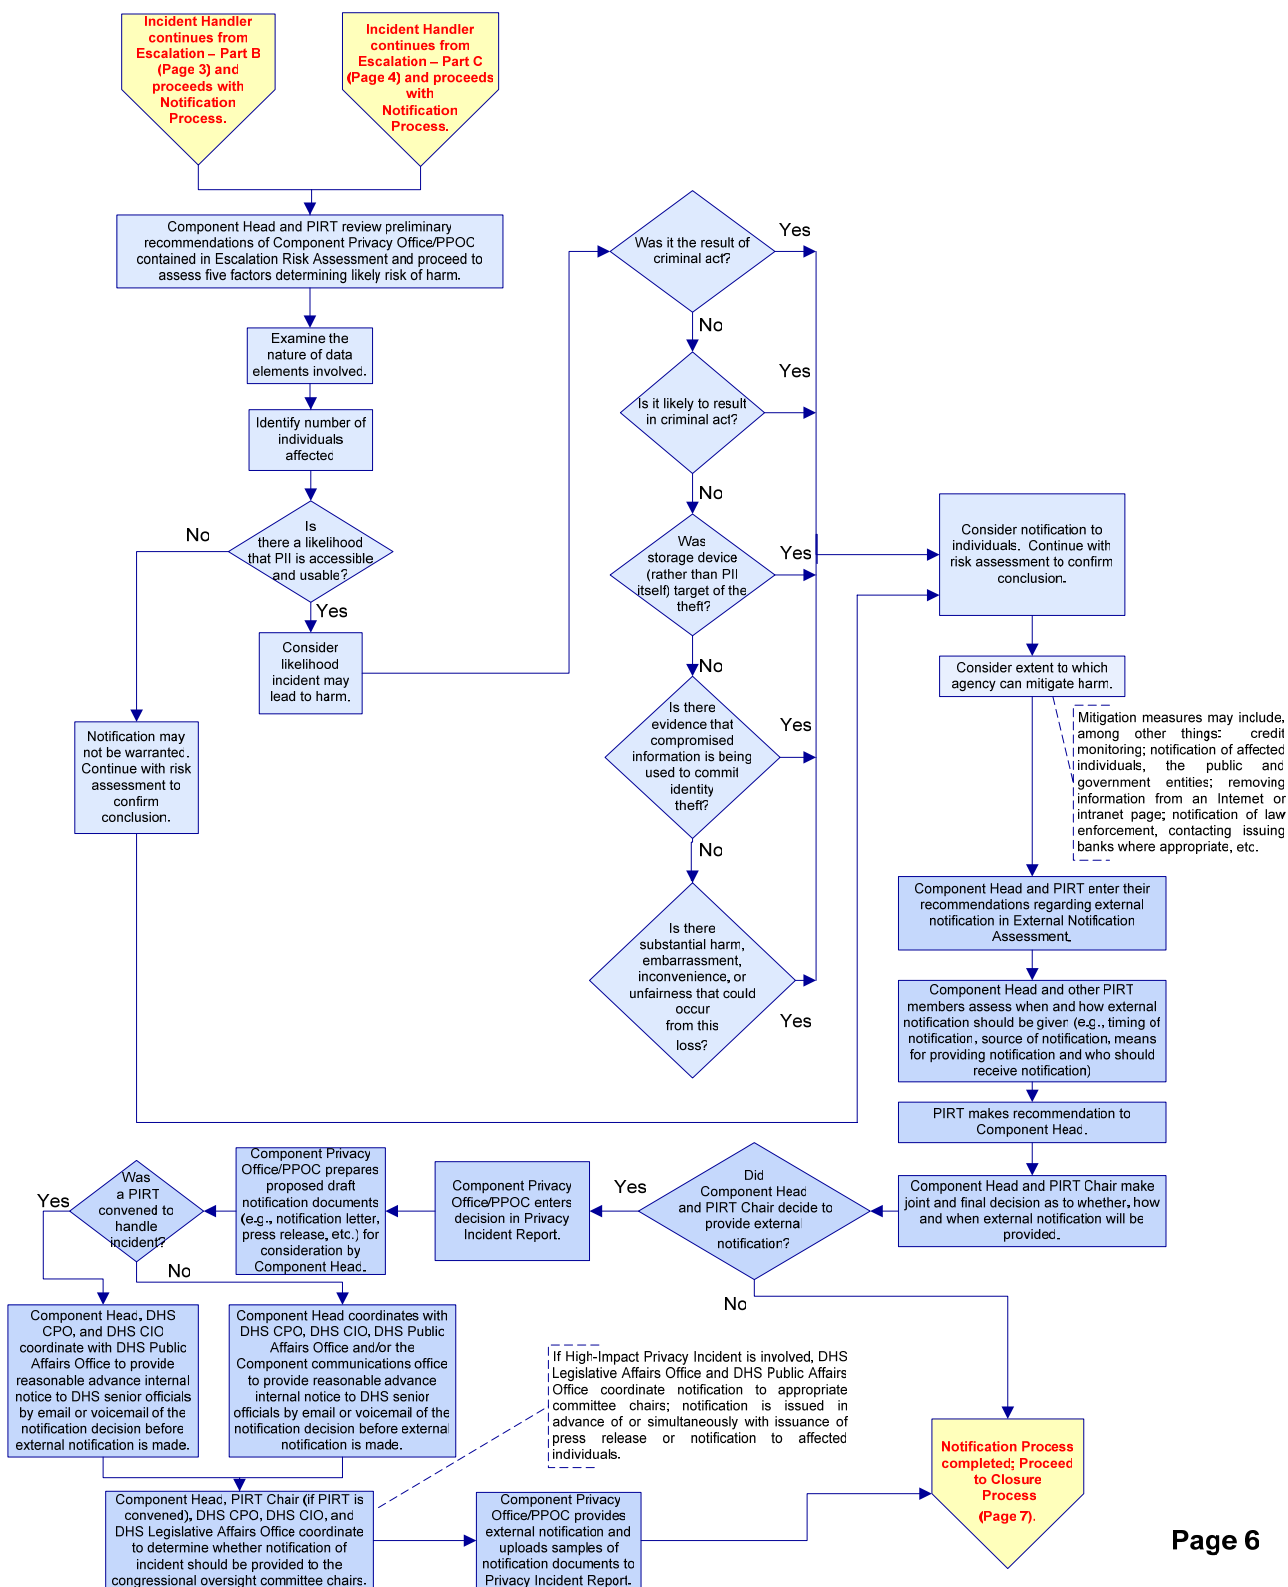 Incident Handler
continues from
Escalation – Part B
(Page 3) and
proceeds with
Notification
Process.
Incident Handler
continues from
Escalation – Part C
(Page 4) and proceeds
with
Notification
Process.
Component Head and PIRT review preliminary
recommendations of Component Privacy Office/PPOC
contained in Escalation Risk Assessment and proceed to
assess five factors determining likely risk of harm.
Examine the
nature of data
elements involved.
Identify number of
individuals
affected
Is
there a likelihood
that PII is accessible
and usable?
No
Yes
Consider
likelihood
incident may
lead to harm.
Notification may
not be warranted.
Continue with risk
assessment to
confirm
conclusion.
Was it the result of
criminal act?
Yes
No
Is it likely to result
in criminal act?
Yes
No
Was
storage device
(rather than PII
itself) target of the
theft?
Yes
No
Is there
evidence that
compromised
information is being
used to commit
identity
theft?
Yes
No
Is there
substantial harm,
embarrassment,
inconvenience, or
unfairness that could
occur
from this
loss?
Yes
Consider notification to
individuals. Continue with
risk assessment to confirm
conclusion.
Consider extent to which
agency can mitigate harm.
Mitigation measures may include,
among other things: credit
monitoring; notification of affected
individuals, the public and
government entities; removing
information from an Internet or
intranet page; notification of law
enforcement, contacting issuing
banks where appropriate, etc.
Component Head and PIRT enter their
recommendations regarding external
notification in External Notification
Assessment.
Component Head and other PIRT
members assess when and how external
notification should be given (e.g., timing of
notification, source of notification, means
for providing notification and who should
receive notification)
PIRT makes recommendation to
Component Head.
Component Head and PIRT Chair make
joint and final decision as to whether, how
and when external notification will be
provided.
Did
Component Head
and PIRT Chair decide to
provide external
notification?
Yes
No
Component Privacy
Office/PPOC enters
decision in Privacy
Incident Report.
Component Privacy
Office/PPOC prepares
proposed draft
notification documents
(e.g., notification letter,
press release, etc.) for
consideration by
Component Head.
Was
a PIRT
convened to
handle
incident?
Yes
No
Component Head, DHS
CPO, and DHS CIO
coordinate with DHS Public
Affairs Office to provide
reasonable advance internal
notice to DHS senior officials
by email or voicemail of the
notification decision before
external notification is made.
Component Head coordinates with
DHS CPO, DHS CIO, DHS Public
Affairs Office and/or the
Component communications office
to provide reasonable advance
internal notice to DHS senior
officials by email or voicemail of the
notification decision before external
notification is made.
If High-Impact Privacy Incident is involved, DHS
Legislative Affairs Office and DHS Public Affairs
Office coordinate notification to appropriate
committee chairs; notification is issued in
advance of or simultaneously with issuance of
press release or notification to affected
individuals.
Component Head, PIRT Chair (if PIRT is
convened), DHS CPO, DHS CIO, and
DHS Legislative Affairs Office coordinate
to determine whether notification of
incident should be provided to the
congressional oversight committee chairs.
Component Privacy
Office/PPOC provides
external notification and
uploads samples of
notification documents to
Privacy Incident Report.
Notification Process
completed; Proceed
to Closure
Process
(Page 7).
Page 6